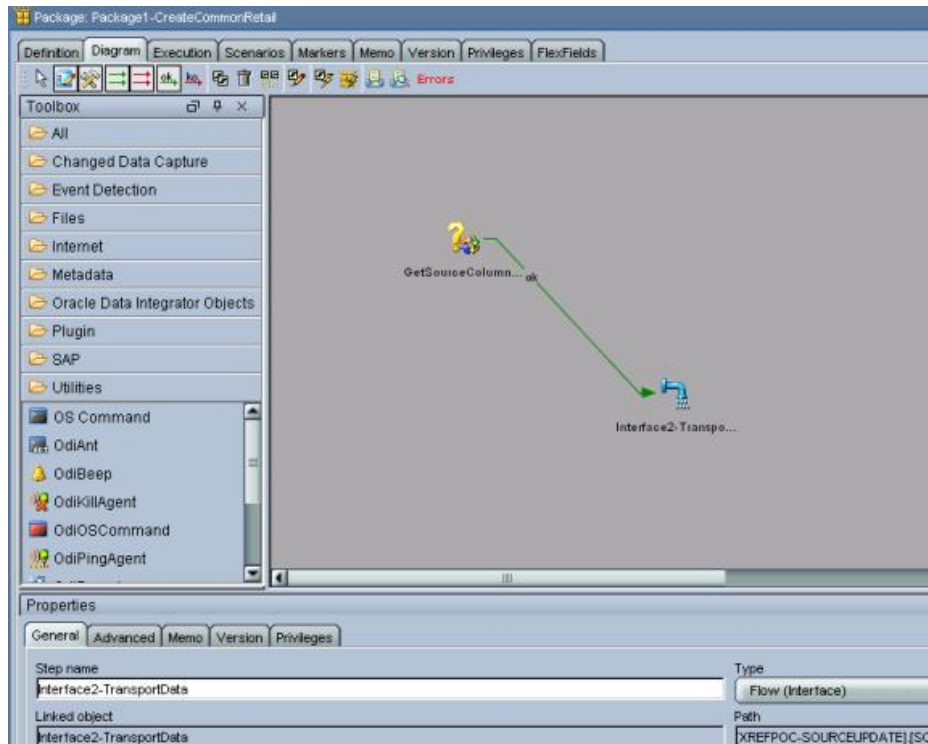 Package: Package1-CreateCommonRetail
Definition Diagram Execution Scenarios Markers Memo Version Privileges FlexFields
ok ko Errors
Toolbox
All
Changed Data Capture
Event Detection
Files
Internet
Metadata
Oracle Data Integrator Objects
Plugin
SAP
Utilities
OS Command
OdiAnt
OdiBeep
OdiKillAgent
OdiOSCommand
OdiPingAgent
GetSourceColumn...
ok
Interface2-Transpo...
Properties
General Advanced Memo Version Privileges
Step name
Interface2-TransportData
Type
Flow (Interface)
Linked object
Interface2-TransportData
Path
[XREFPOC-SOURCEUPDATE].[SO